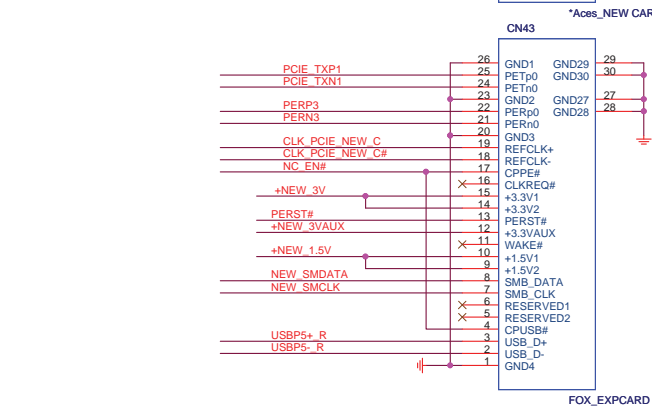 *Aces_NEW CAR
CN43
26 GND1 GND29 29
PCIE_TXP1 25 PETp0 GND30 30
PCIE_TXN1 24 PETn0
23 GND2 GND27 27
PERP3 22 PERp0 GND28 28
PERN3 21 PERn0
20 GND3
CLK_PCIE_NEW_C 19 REFCLK+
CLK_PCIE_NEW_C# 18 REFCLK-
NC_EN# 17 CPPE#
16 CLKREQ#
+NEW_3V 15 +3.3V1
14 +3.3V2
PERST# 13 PERST#
+NEW_3VAUX 12 +3.3VAUX
11 WAKE#
+NEW_1.5V 10 +1.5V1
9 +1.5V2
NEW_SMDATA 8 SMB_DATA
NEW_SMCLK 7 SMB_CLK
6 RESERVED1
5 RESERVED2
4 CPUSB#
USBP5+_R 3 USB_D+
USBP5-_R 2 USB_D-
1 GND4
FOX_EXPCARD